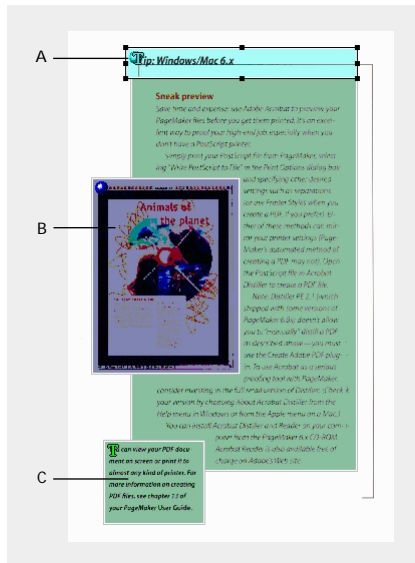 A
Tip: Windows/Mac 6.x
Sneak preview
Save time and expense: use Adobe Acrobat to preview your
PageMaker files before you get them printed. It's an excel-
lent way to proof your high-end job especially when you
don't have a PostScript printer.
Simply print your PostScript file from PageMaker, select-
ing "Write PostScript to File" in the Print Options dialog box
and specifying other desired
settings such as separations
for one Printer Styles when you
create a PDF, if you prefer). Ei-
ther of these methods can mir-
ror your printer settings (Page-
Maker's automated method of
creating a PDF may not). Open
the PostScript file in Acrobat
Distiller to create a PDF file.
Note: Distiller PE 2.1 (which
shipped with some versions of
PageMaker 6.0x) doesn't allow
you to "manually" distill a PDF
as described above—you must
use the Create Adobe PDF plug-
in. To use Acrobat as a serious
proofing tool with PageMaker,
consider investing in the full retail version of Distiller. (Check
your version by choosing About Acrobat Distiller from the
Help menu in Windows or from the Apple menu on a Mac.)
You can install Acrobat Distiller and Reader on your com-
puter from the PageMaker 6.x CD-ROM.
Acrobat Reader is also available free of
charge on Adobe's Web site.
B
Animals of
the planet
C
You can view your PDF docu-
ment on screen or print it to
almost any kind of printer. For
more information on creating
PDF files, see chapter 13 of
your PageMaker User Guide.